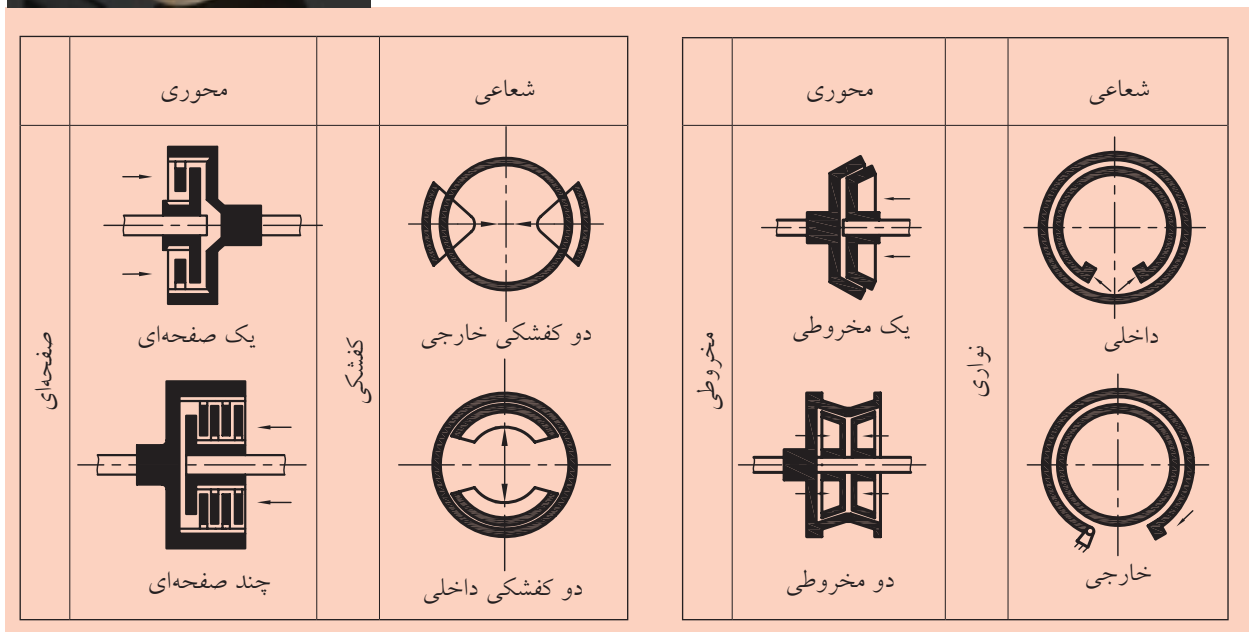 شعاعی
محوری
نواری
داخلی
خارجی
مخروطی
یک مخروطی
دو مخروطی
شعاعی
محوری
کفشکی
دو کفشکی خارجی
دو کفشکی داخلی
صفحه‌ای
یک صفحه‌ای
چند صفحه‌ای